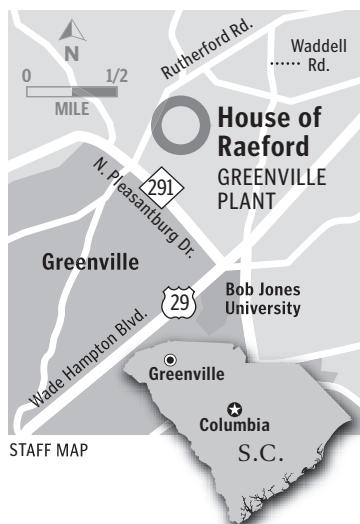 Rutherford Rd.
Waddell
Rd.
N
0 1/2
MILE
House of
Raeford
GREENVILLE
PLANT
291
N. Pleasantburg Dr.
Greenville
29
Bob Jones
University
Wade Hampton Blvd.
Greenville
Columbia
S.C.
STAFF MAP